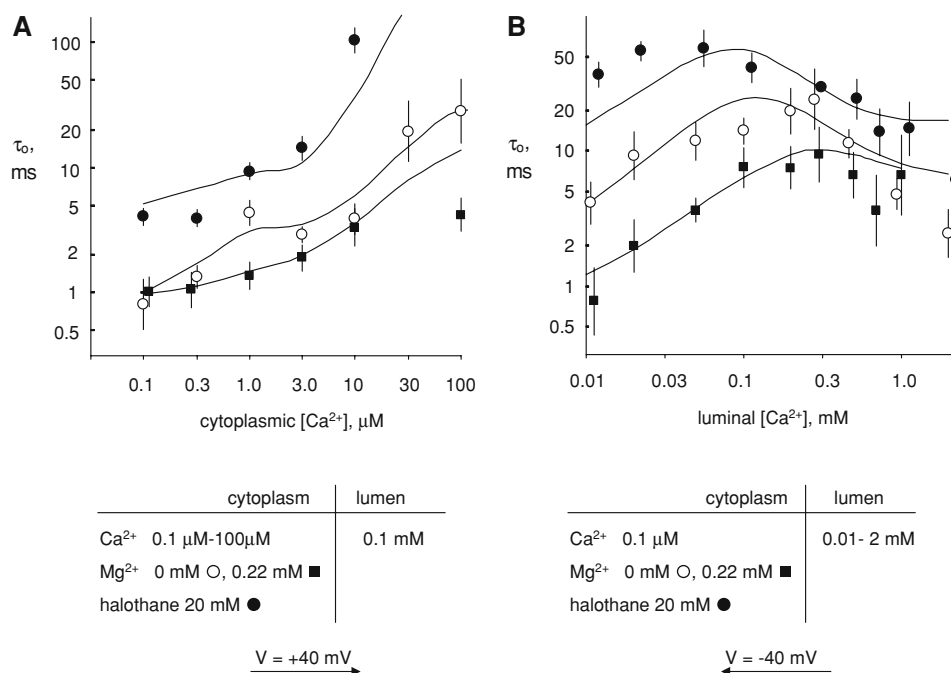 A
100
50
τo,
ms
20
10
5
2
1
0.5
0.1 0.3 1.0 3.0 10 30 100
cytoplasmic [Ca²⁺], μM
cytoplasm lumen
Ca²⁺ 0.1 μM-100μM 0.1 mM
Mg²⁺ 0 mM ○, 0.22 mM ■
halothane 20 mM ●
V = +40 mV
B
50
τo,
ms
20
10
5
2
1
0.5
0.01 0.03 0.1 0.3 1.0
luminal [Ca²⁺], mM
cytoplasm lumen
Ca²⁺ 0.1 μM 0.01- 2 mM
Mg²⁺ 0 mM ○, 0.22 mM ■
halothane 20 mM ●
V = -40 mV